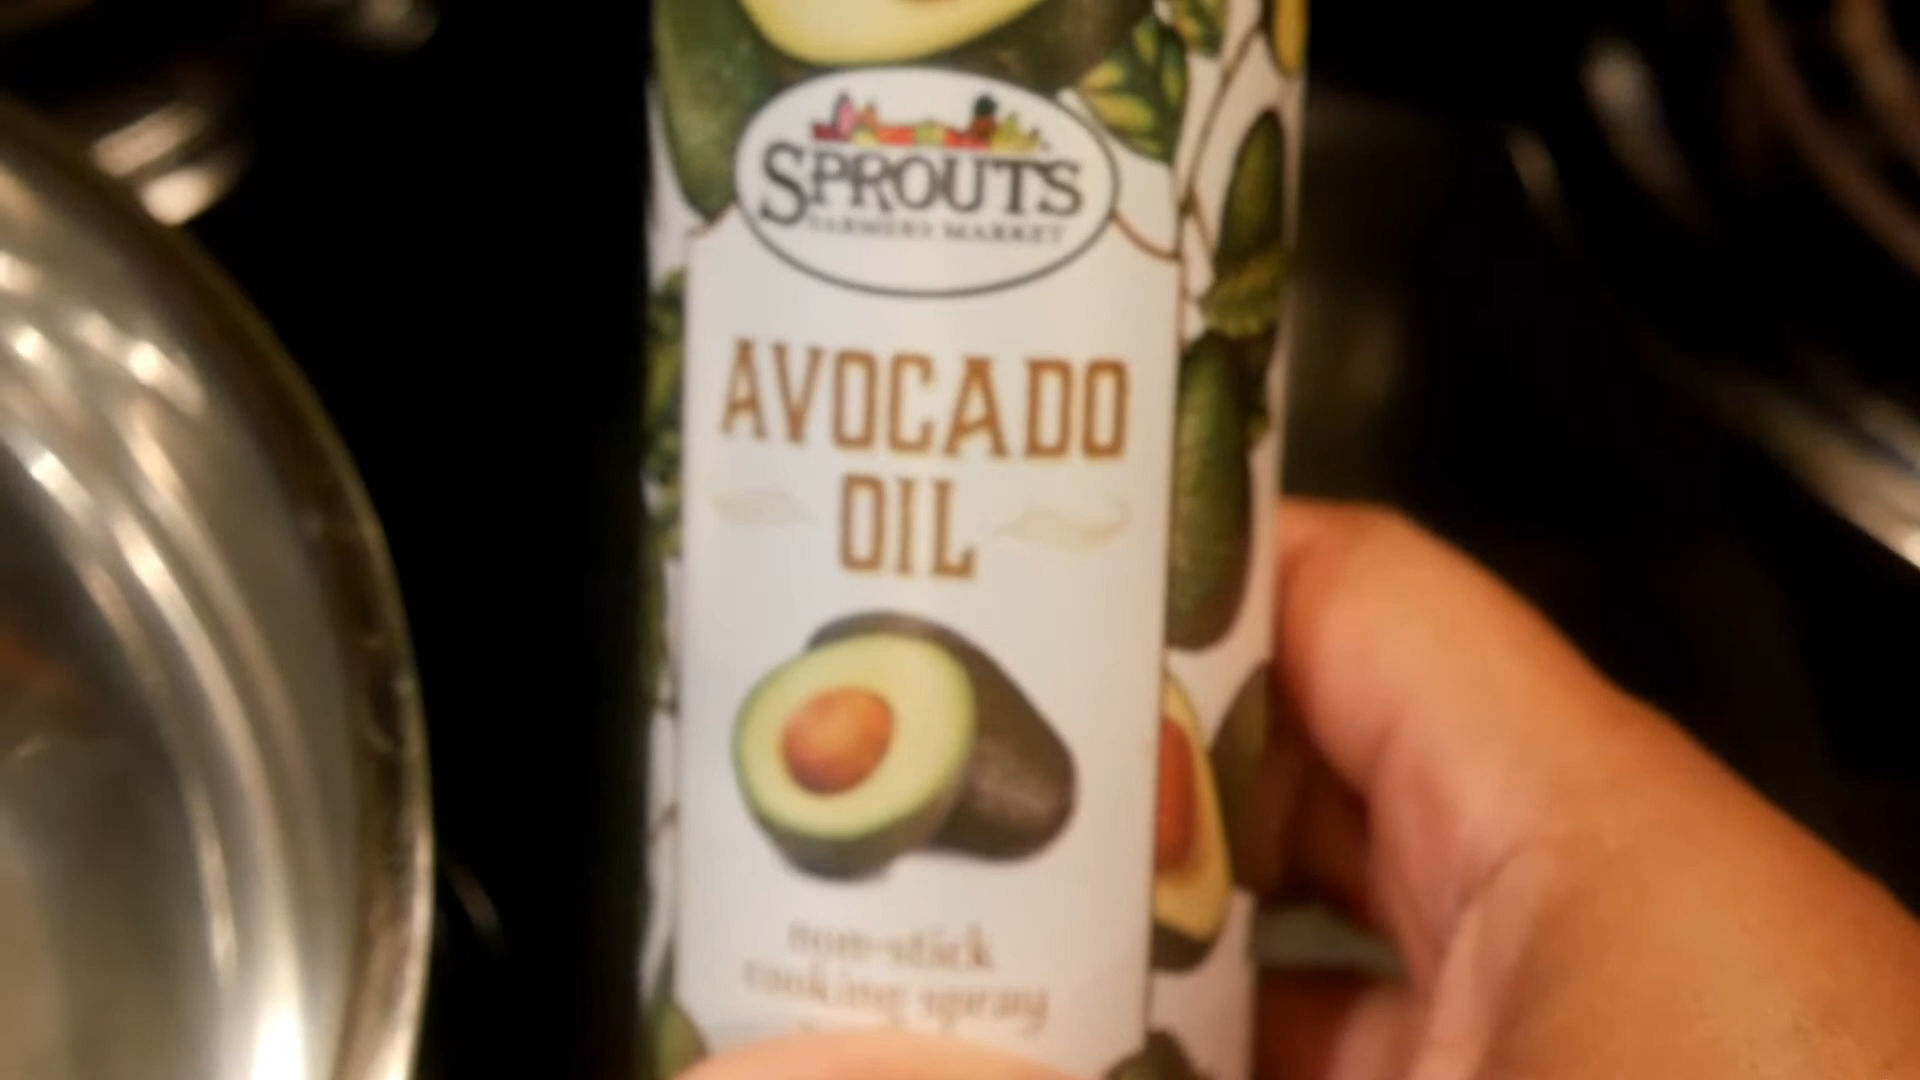 SPROUTS
FARMERS MARKET
AVOCADO
OIL
non-stick
cooking spray